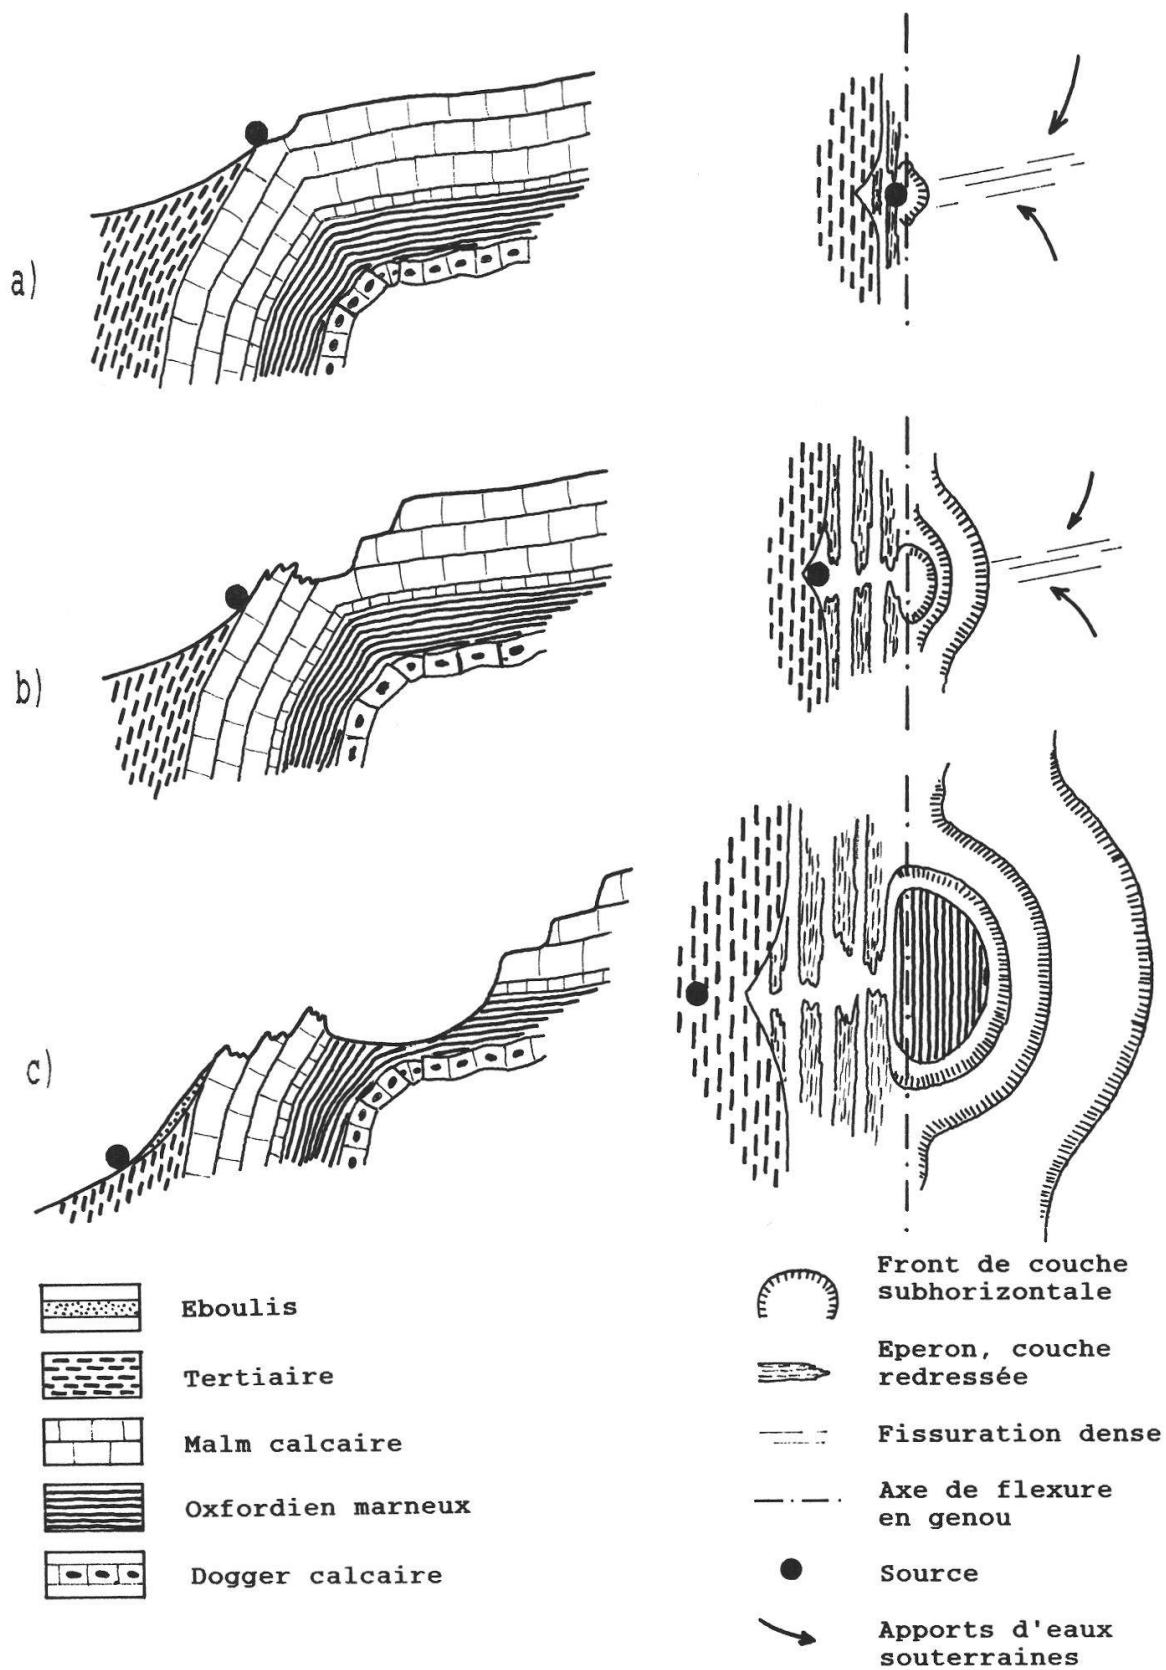 a)
b)
c)
Eboulis
Tertiaire
Malm calcaire
Oxfordien marneux
Dogger calcaire
Front de couche
subhorizontale
Eperon, couche
redressée
Fissuration dense
Axe de flexure
en genou
Source
Apports d'eaux
souterraines